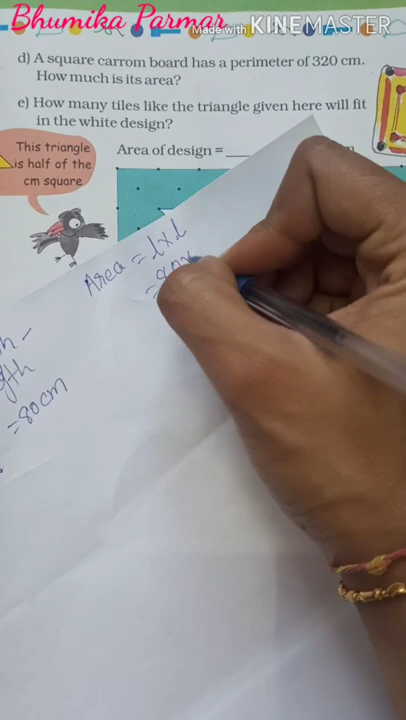 Bhumika Parmar
Made with KINEMASTER
d) A square carrom board has a perimeter of 320 cm.
How much is its area?
e) How many tiles like the triangle given here will fit
in the white design?
This triangle
is half of the
cm square
Area of design = ___
Area = l×l
= 80×
= 80cm